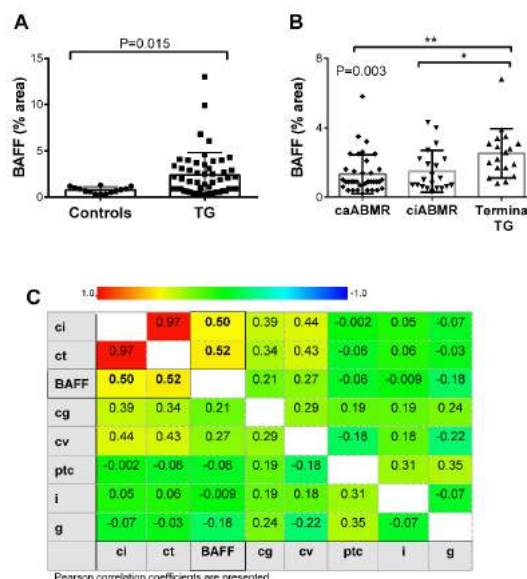 A
P=0.015
BAFF (% area)
15
10
5
0
Controls TG
B
**
*
P=0.003
BAFF (% area)
8
4
0
caABMR ciABMR Termina
TG
C
1.0 -1.0
ci 0.97 0.50 0.39 0.44 -0.002 0.05 -0.07
ct 0.97 0.52 0.34 0.43 -0.06 0.06 -0.03
BAFF 0.50 0.52 0.21 0.27 -0.06 -0.009 -0.18
cg 0.39 0.34 0.21 0.29 0.19 0.19 0.24
cv 0.44 0.43 0.27 0.29 -0.18 0.18 -0.22
ptc -0.002 -0.06 -0.06 0.19 -0.18 0.31 0.35
i 0.05 0.06 -0.009 0.19 0.18 0.31 -0.07
g -0.07 -0.03 -0.18 0.24 -0.22 0.35 -0.07
ci ct BAFF cg cv ptc i g
Pearson correlation coefficients are presented